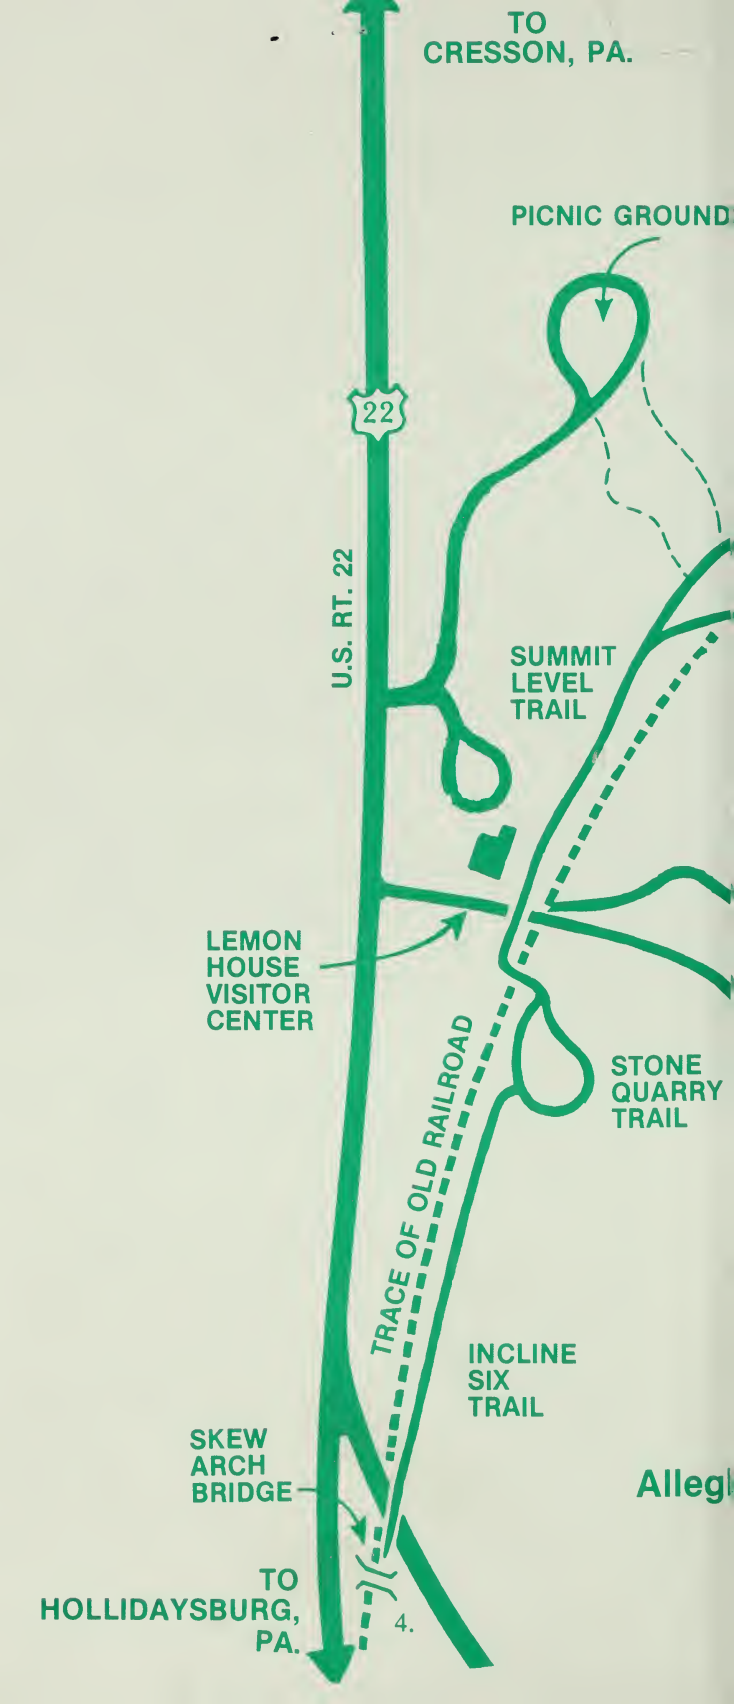 TO
CRESSON, PA.
PICNIC GROUND
22
U.S. RT. 22
SUMMIT
LEVEL
TRAIL
LEMON
HOUSE
VISITOR
CENTER
STONE
QUARRY
TRAIL
TRACE OF OLD RAILROAD
INCLINE
SIX
TRAIL
SKEW
ARCH
BRIDGE
Alleg
TO
HOLLIDAYSBURG,
PA.
4.